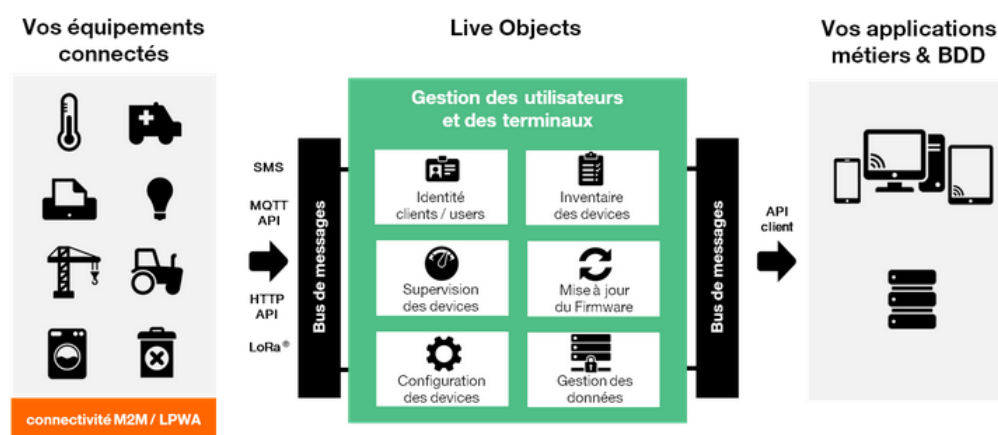 Vos équipements
connectés
connectivité M2M / LPWA
SMS
MQTT
API
HTTP
API
LoRa®
Live Objects
Bus de messages
Gestion des utilisateurs
et des terminaux
Identité
clients / users
Inventaire
des devices
Supervision
des devices
Mise à jour
du Firmware
Configuration
des devices
Gestion des
données
Bus de messages
API
client
Vos applications
métiers & BDD